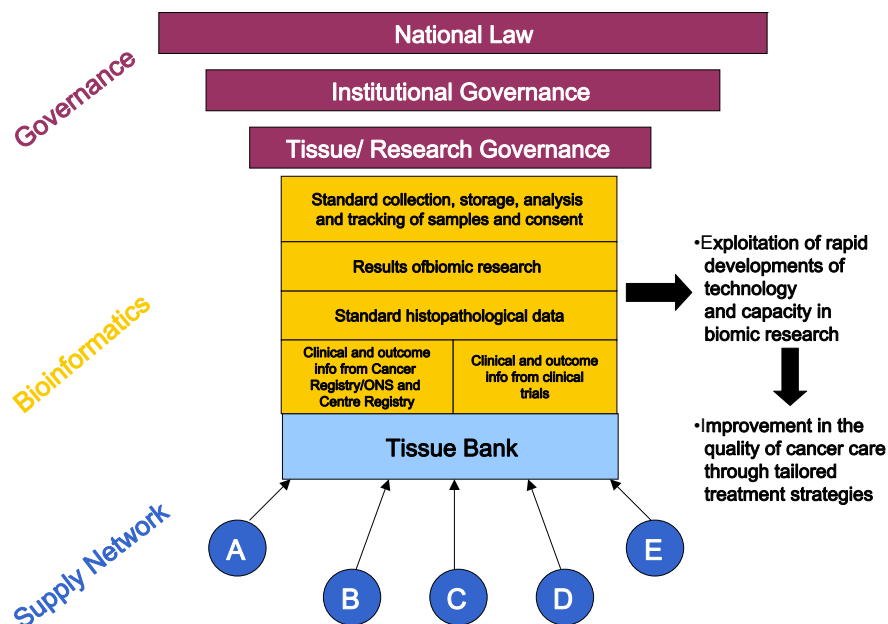 National Law
Governance
Institutional Governance
Tissue/ Research Governance
Standard collection, storage, analysis
and tracking of samples and consent
Results ofbiomic research
Standard histopathological data
Clinical and outcome
info from Cancer
Registry/ONS and
Centre Registry
Clinical and outcome
info from clinical
trials
Bioinformatics
•Exploitation of rapid
developments of
technology
and capacity in
biomic research
•Improvement in the
quality of cancer care
through tailored
treatment strategies
Tissue Bank
Supply Network
A
B
C
D
E